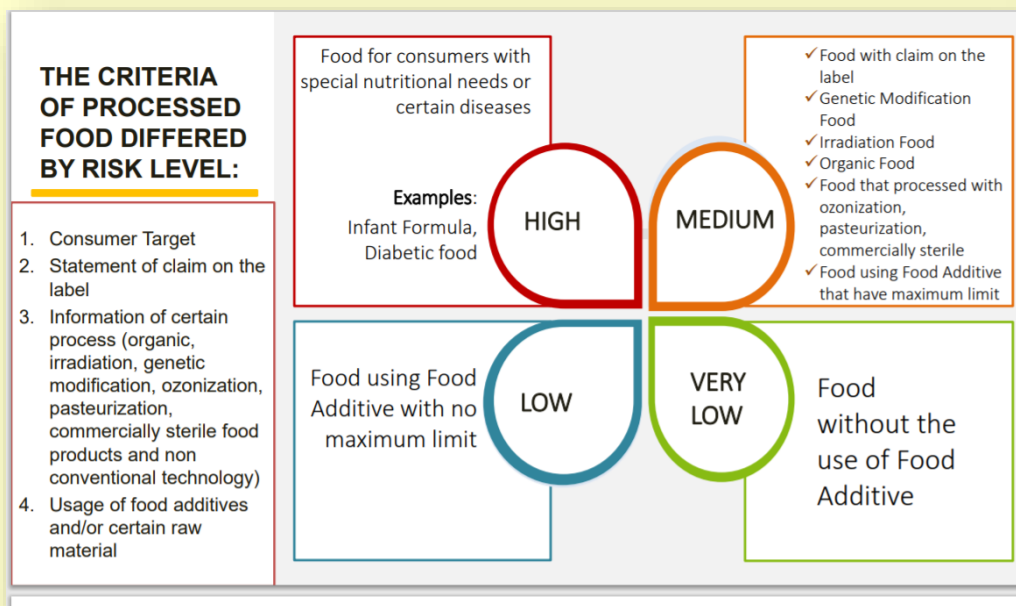 THE CRITERIA
OF PROCESSED
FOOD DIFFERED
BY RISK LEVEL:
1. Consumer Target
2. Statement of claim on the
label
3. Information of certain
process (organic,
irradiation, genetic
modification, ozonization,
pasteurization,
commercially sterile food
products and non
conventional technology)
4. Usage of food additives
and/or certain raw
material
Food for consumers with
special nutritional needs or
certain diseases
Examples:
Infant Formula,
Diabetic food
HIGH
MEDIUM
✓Food with claim on the
label
✓Genetic Modification
Food
✓Irradiation Food
✓Organic Food
✓Food that processed with
ozonization,
pasteurization,
commercially sterile
✓Food using Food Additive
that have maximum limit
Food using Food
Additive with no
maximum limit
LOW
VERY
LOW
Food
without the
use of Food
Additive